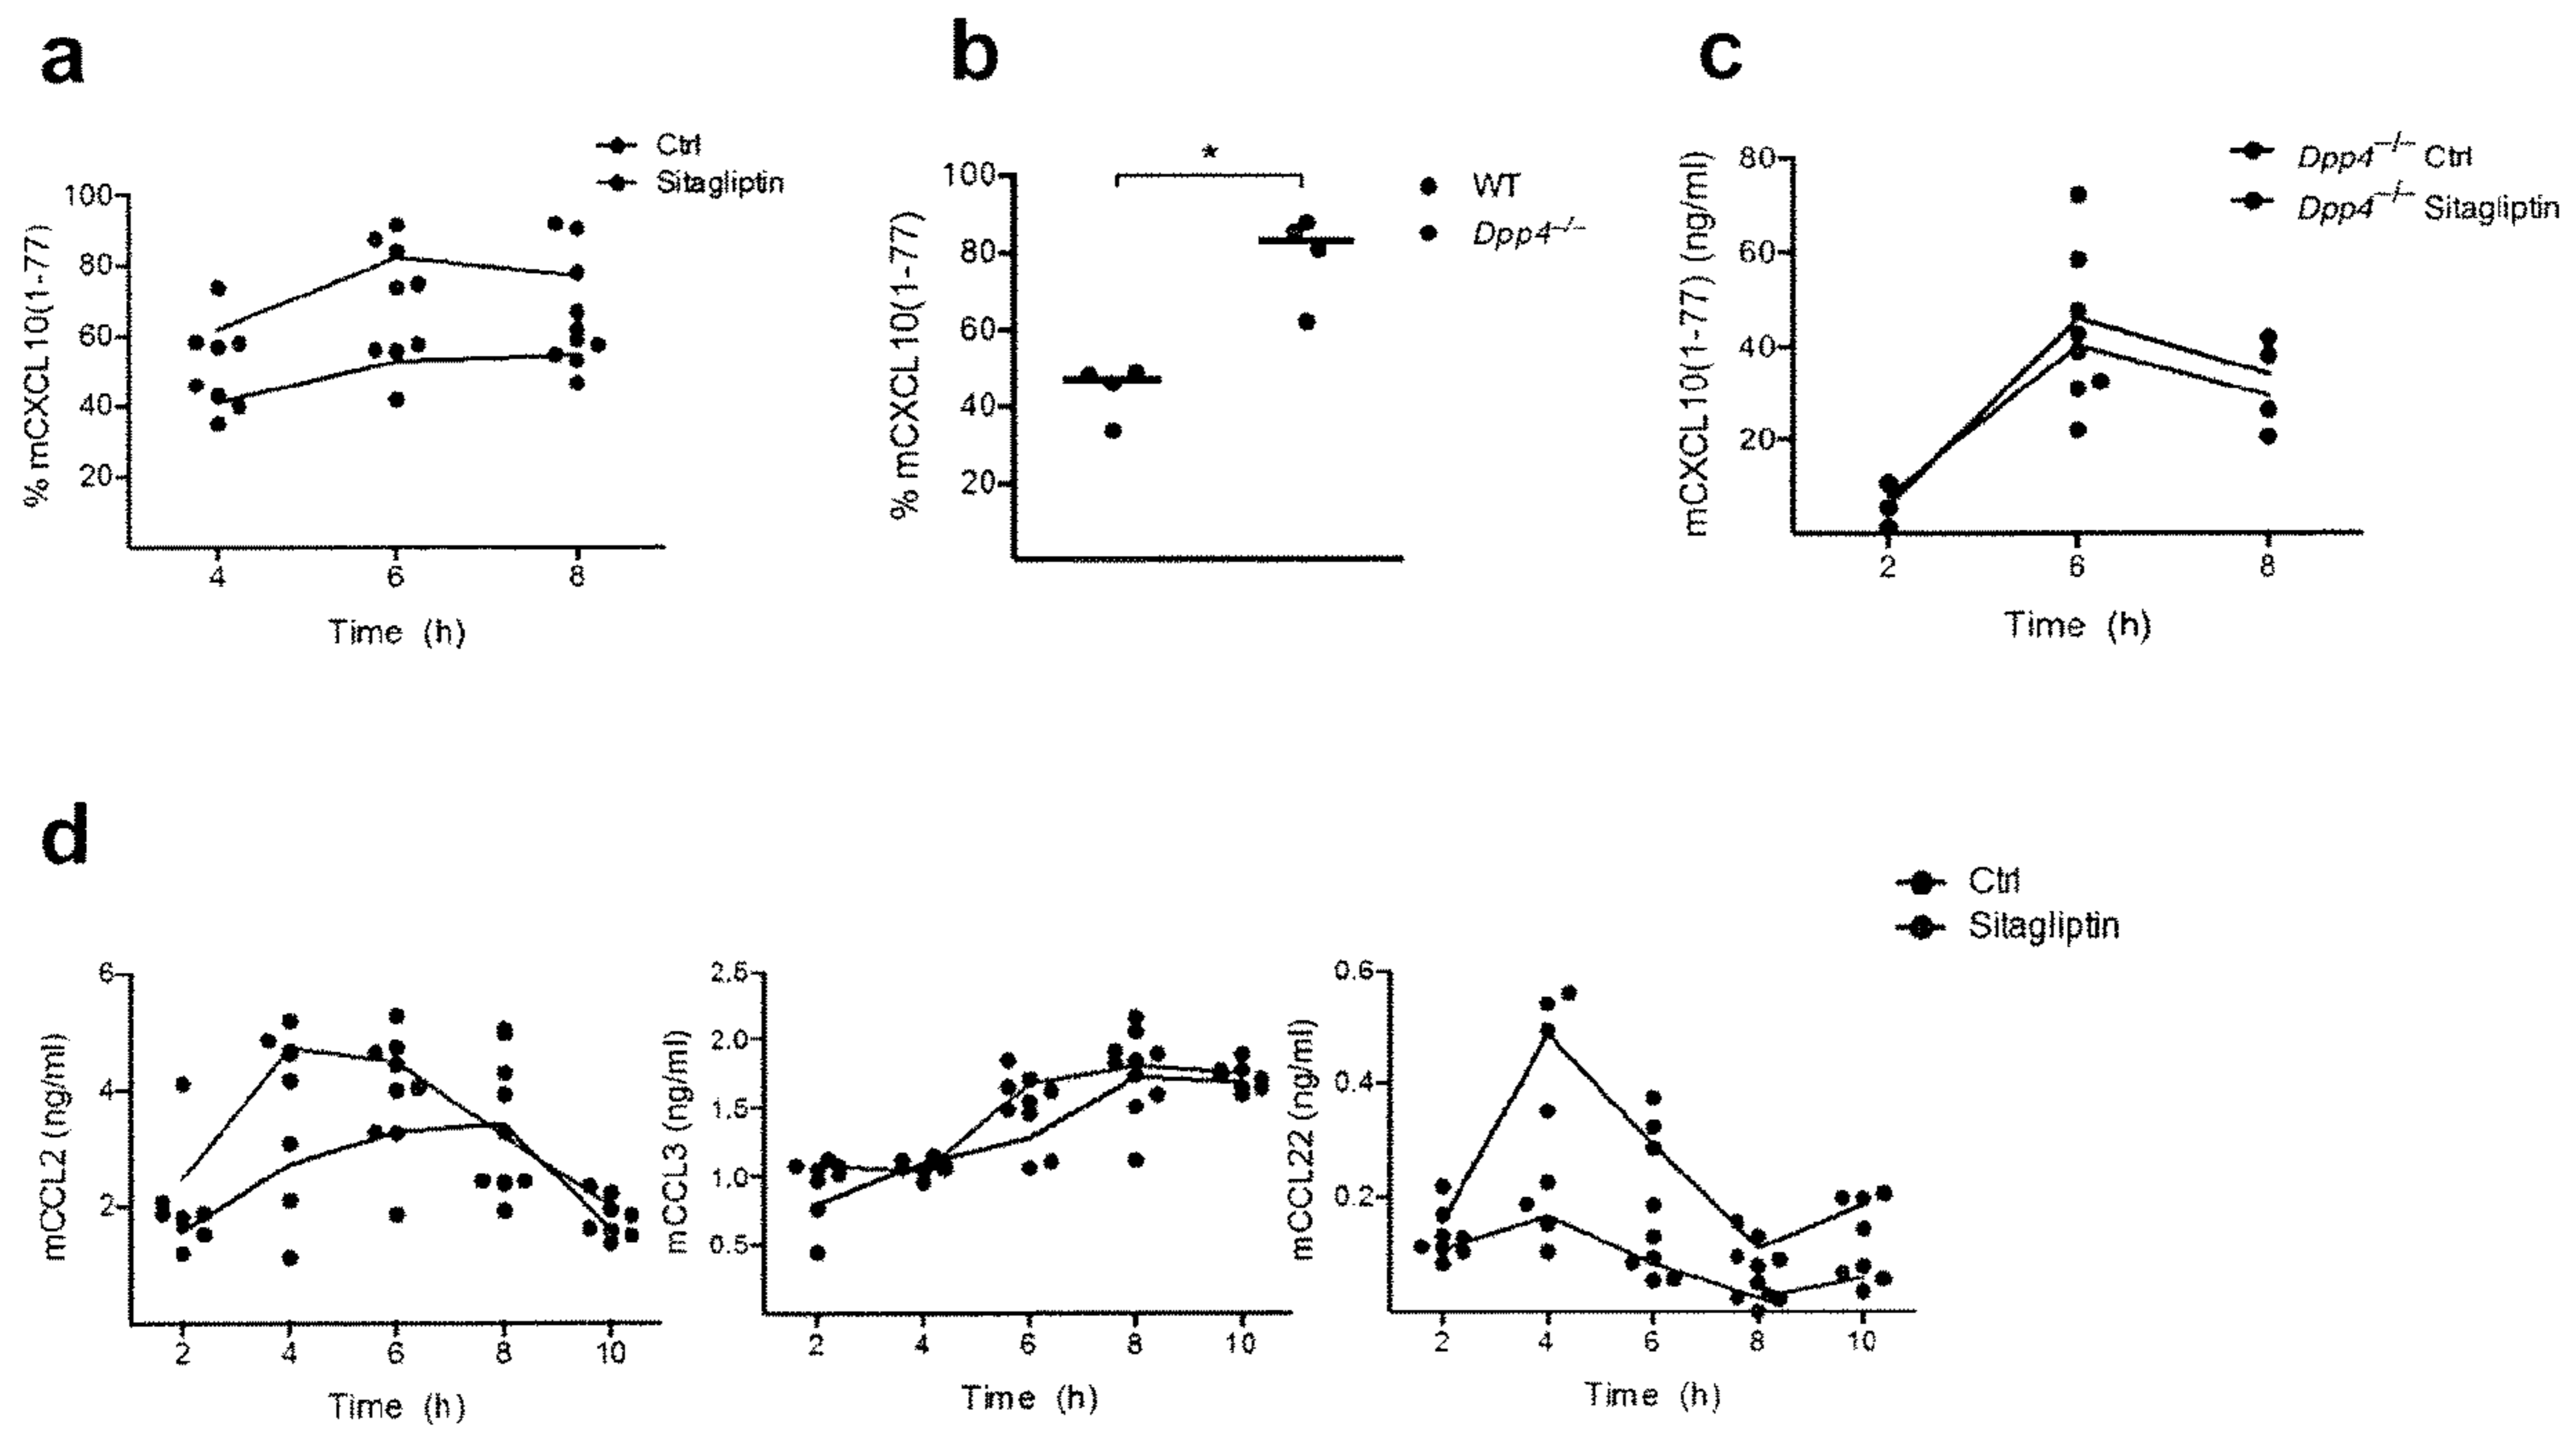 a
Ctrl
Sitagliptin
% mCXCL10(1-77)
100
80
60
40
20
4
6
8
Time (h)
b
*
WT
Dpp4–/–
% mCXCL10(1-77)
100
80
60
40
20
c
Dpp4–/– Ctrl
Dpp4–/– Sitagliptin
mCXCL10(1-77) (ng/ml)
80
60
40
20
2
6
8
Time (h)
d
Ctrl
Sitagliptin
mCCL2 (ng/ml)
6
4
2
2
4
6
8
10
Time (h)
mCCL3 (ng/ml)
2.5
2.0
1.5
1.0
0.5
2
4
6
8
10
Time (h)
mCCL22 (ng/ml)
0.6
0.4
0.2
2
4
6
8
10
Time (h)